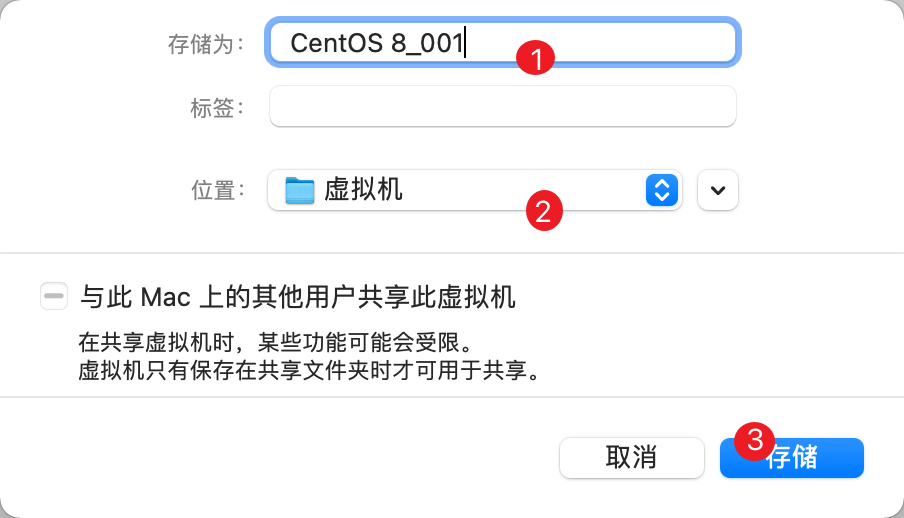 存储为： CentOS 8_001
1
标签：
位置： 虚拟机
2
与此 Mac 上的其他用户共享此虚拟机
在共享虚拟机时，某些功能可能会受限。
虚拟机只有保存在共享文件夹时才可用于共享。
取消 3 存储